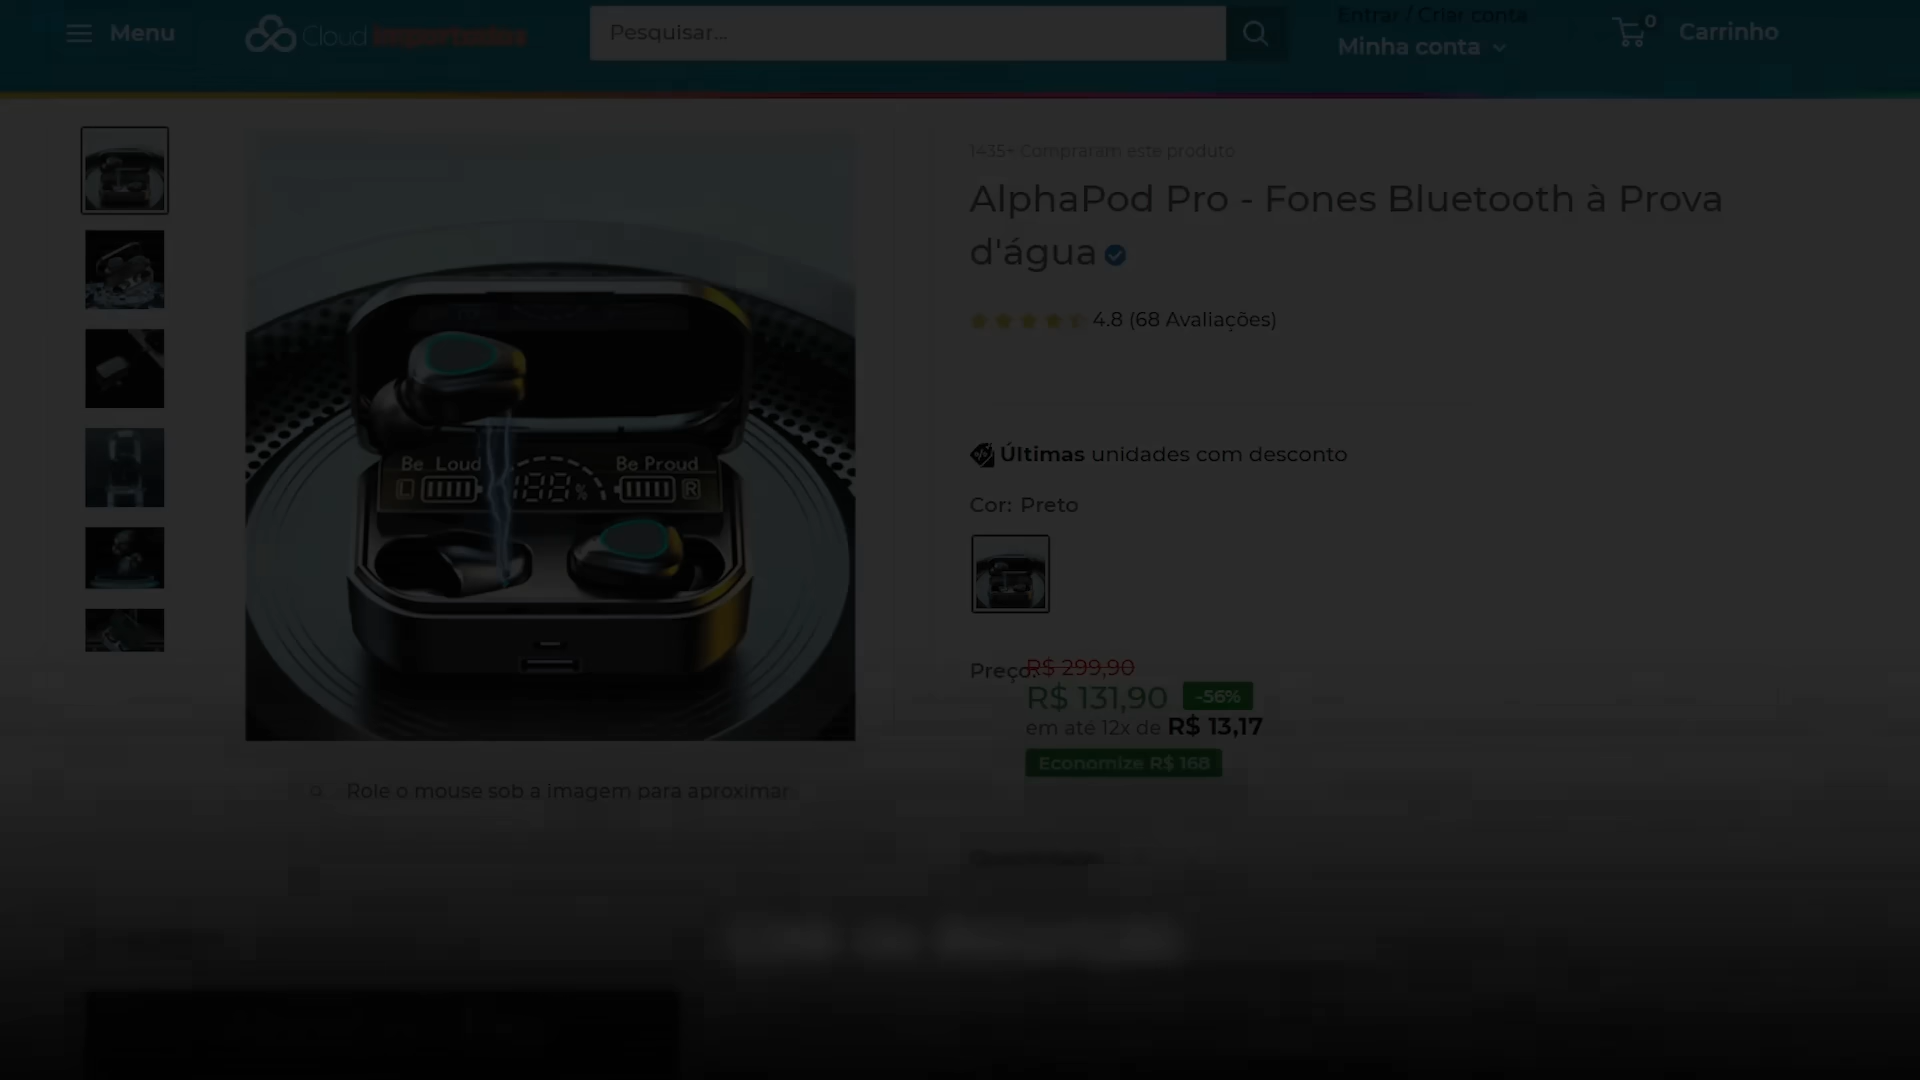 Menu
Cloud Importados
Pesquisar...
Entrar / Criar conta
Minha conta
0
Carrinho
1435+ Compraram este produto
AlphaPod Pro - Fones Bluetooth à Prova
d'água
4.8 (68 Avaliações)
Últimas unidades com desconto
Cor: Preto
Be Loud
Be Proud
L
188%
R
Preço:
R$ 299,90
R$ 131,90
-56%
em até 12x de R$ 13,17
Economize R$ 168
Role o mouse sob a imagem para aproximar